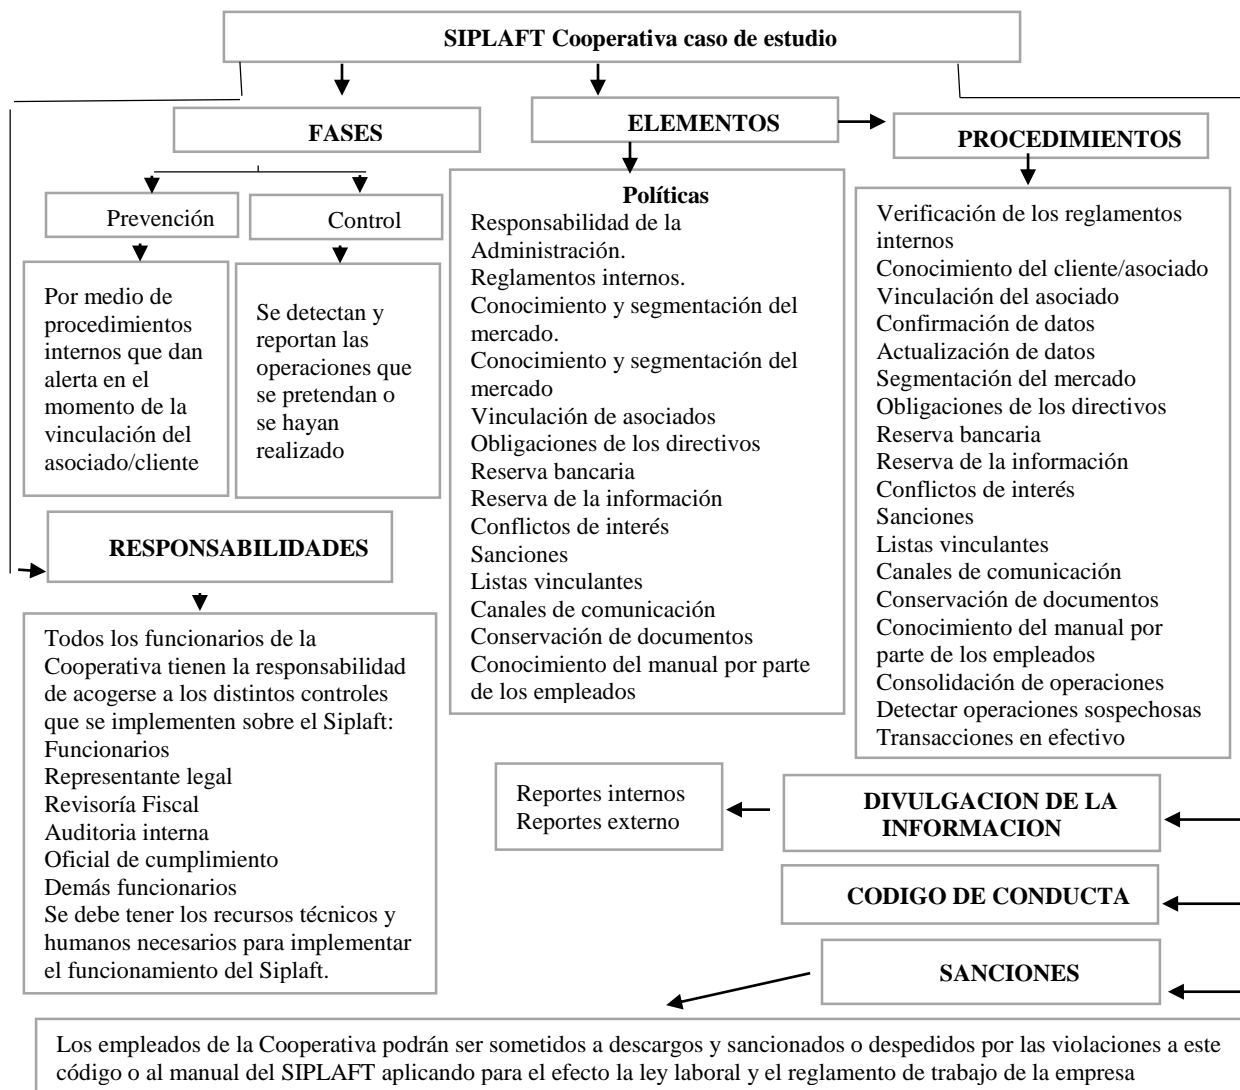 SIPLAFT Cooperativa caso de estudio
FASES
ELEMENTOS
PROCEDIMIENTOS
Prevención
Control
Por medio de
procedimientos
internos que dan
alerta en el
momento de la
vinculación del
asociado/cliente
Se detectan y
reportan las
operaciones que
se pretendan o
se hayan
realizado
Políticas
Responsabilidad de la
Administración.
Reglamentos internos.
Conocimiento y segmentación del
mercado.
Conocimiento y segmentación del
mercado
Vinculación de asociados
Obligaciones de los directivos
Reserva bancaria
Reserva de la información
Conflictos de interés
Sanciones
Listas vinculantes
Canales de comunicación
Conservación de documentos
Conocimiento del manual por parte
de los empleados
Verificación de los reglamentos
internos
Conocimiento del cliente/asociado
Vinculación del asociado
Confirmación de datos
Actualización de datos
Segmentación del mercado
Obligaciones de los directivos
Reserva bancaria
Reserva de la información
Conflictos de interés
Sanciones
Listas vinculantes
Canales de comunicación
Conservación de documentos
Conocimiento del manual por
parte de los empleados
Consolidación de operaciones
Detectar operaciones sospechosas
Transacciones en efectivo
RESPONSABILIDADES
Todos los funcionarios de la
Cooperativa tienen la responsabilidad
de acogerse a los distintos controles
que se implementen sobre el Siplaft:
Funcionarios
Representante legal
Revisoría Fiscal
Auditoria interna
Oficial de cumplimiento
Demás funcionarios
Se debe tener los recursos técnicos y
humanos necesarios para implementar
el funcionamiento del Siplaft.
Reportes internos
Reportes externo
DIVULGACION DE LA
INFORMACION
CODIGO DE CONDUCTA
SANCIONES
Los empleados de la Cooperativa podrán ser sometidos a descargos y sancionados o despedidos por las violaciones a este
código o al manual del SIPLAFT aplicando para el efecto la ley laboral y el reglamento de trabajo de la empresa